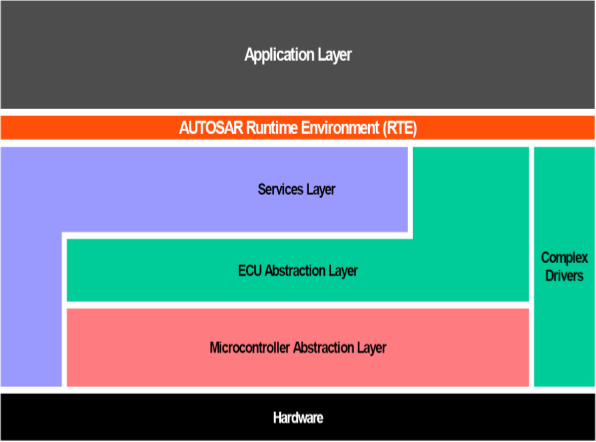 Application Layer
AUTOSAR Runtime Environment (RTE)
Services Layer
ECU Abstraction Layer
Complex
Drivers
Microcontroller Abstraction Layer
Hardware